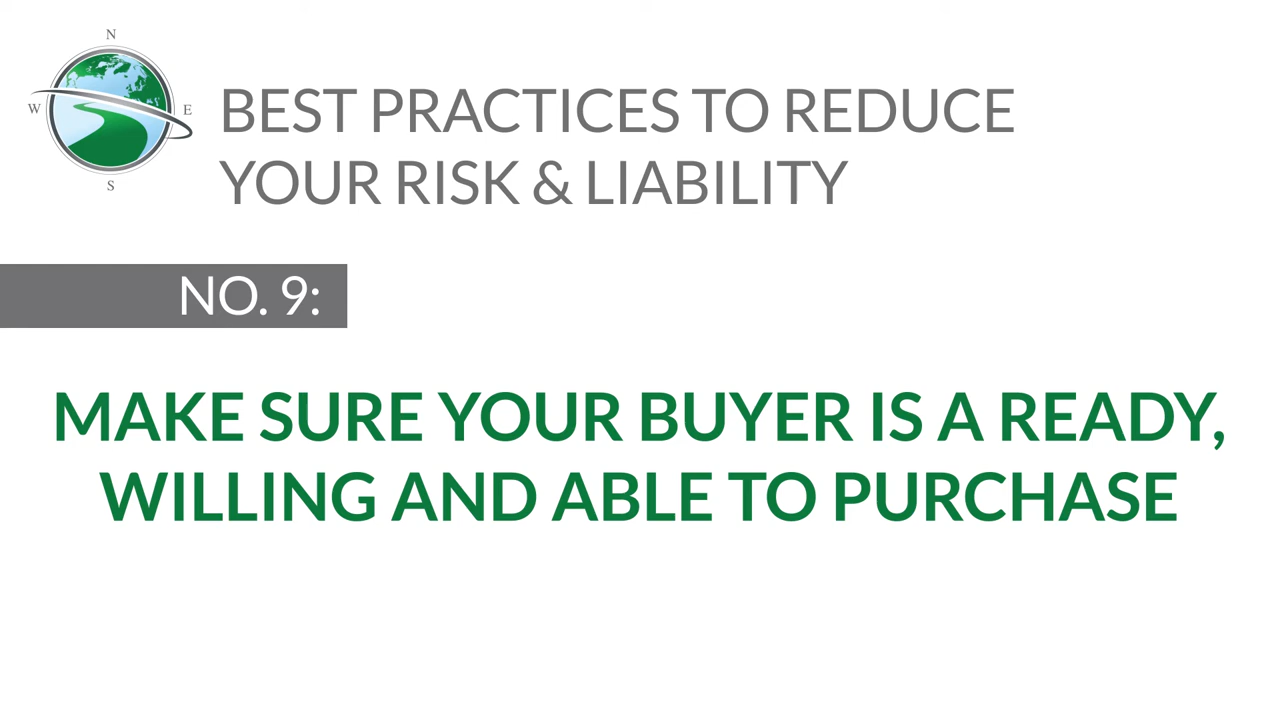 N
W
E
S
BEST PRACTICES TO REDUCE
YOUR RISK & LIABILITY
NO. 9:
MAKE SURE YOUR BUYER IS A READY,
WILLING AND ABLE TO PURCHASE